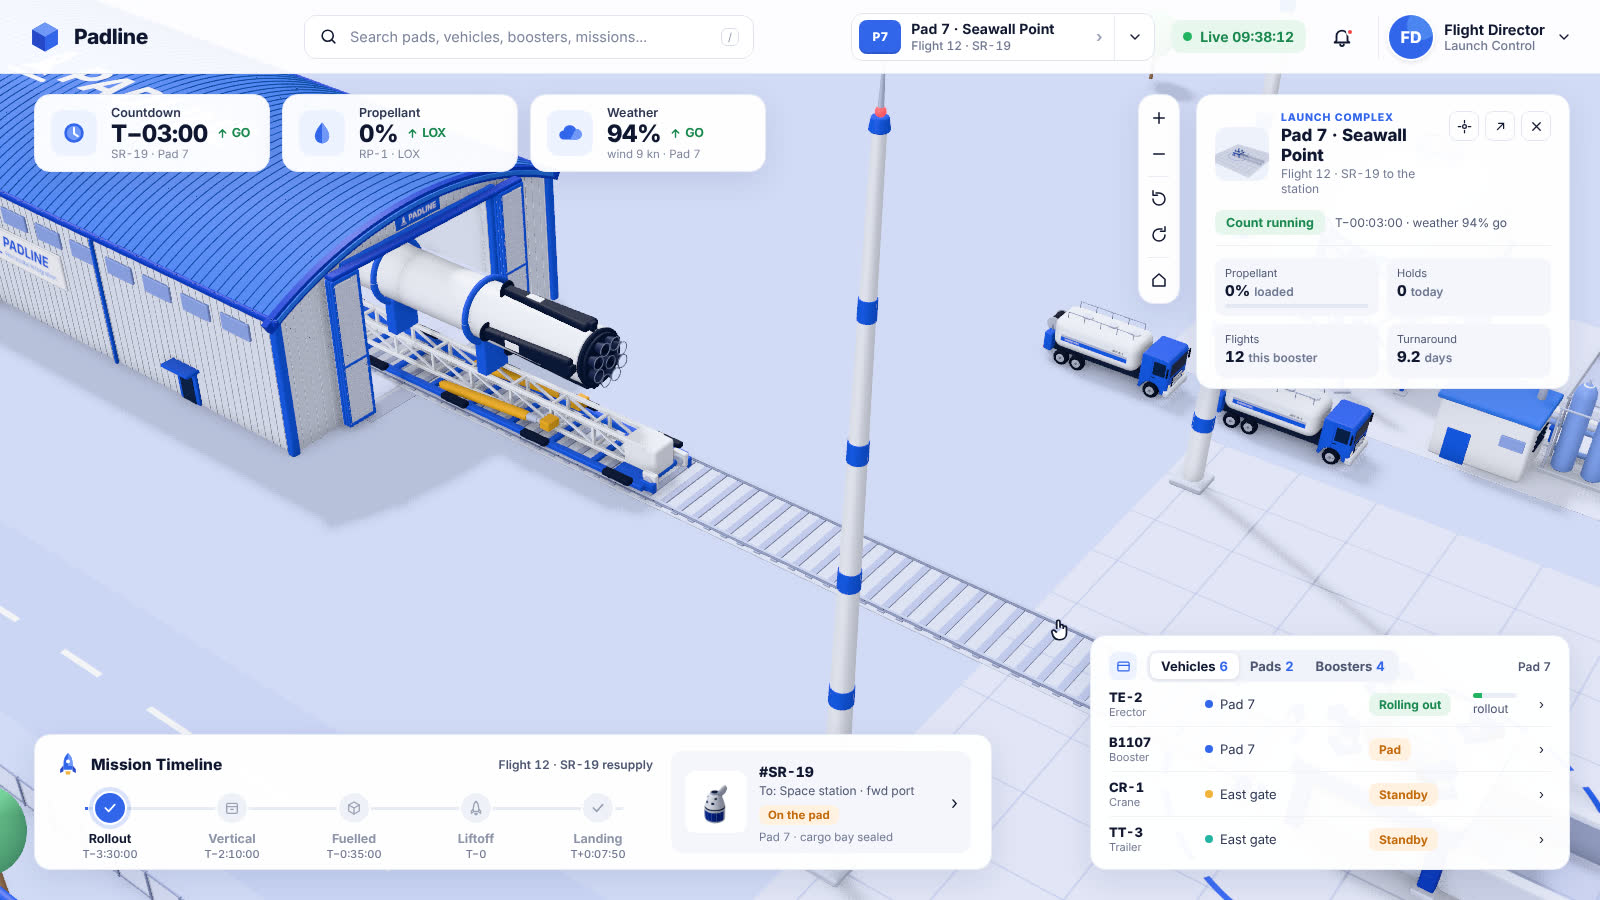 Padline
Search pads, vehicles, boosters, missions...
/
P7
Pad 7 · Seawall Point
Flight 12 · SR-19
Live 09:38:12
FD
Flight Director
Launch Control
Countdown
T−03:00
GO
SR-19 · Pad 7
Propellant
0%
LOX
RP-1 · LOX
Weather
94%
GO
wind 9 kn · Pad 7
PADLINE
PADLINE
LAUNCH COMPLEX
Pad 7 · Seawall
Point
Flight 12 · SR-19 to the
station
Count running
T−00:03:00 · weather 94% go
Propellant
0% loaded
Holds
0 today
Flights
12 this booster
Turnaround
9.2 days
Vehicles 6
Pads 2
Boosters 4
Pad 7
TE-2
Erector
Pad 7
Rolling out
rollout
B1107
Booster
Pad 7
Pad
CR-1
Crane
East gate
Standby
TT-3
Trailer
East gate
Standby
Mission Timeline
Flight 12 · SR-19 resupply
Rollout
T−3:30:00
Vertical
T−2:10:00
Fuelled
T−0:35:00
Liftoff
T−0
Landing
T+0:07:50
#SR-19
To: Space station · fwd port
On the pad
Pad 7 · cargo bay sealed